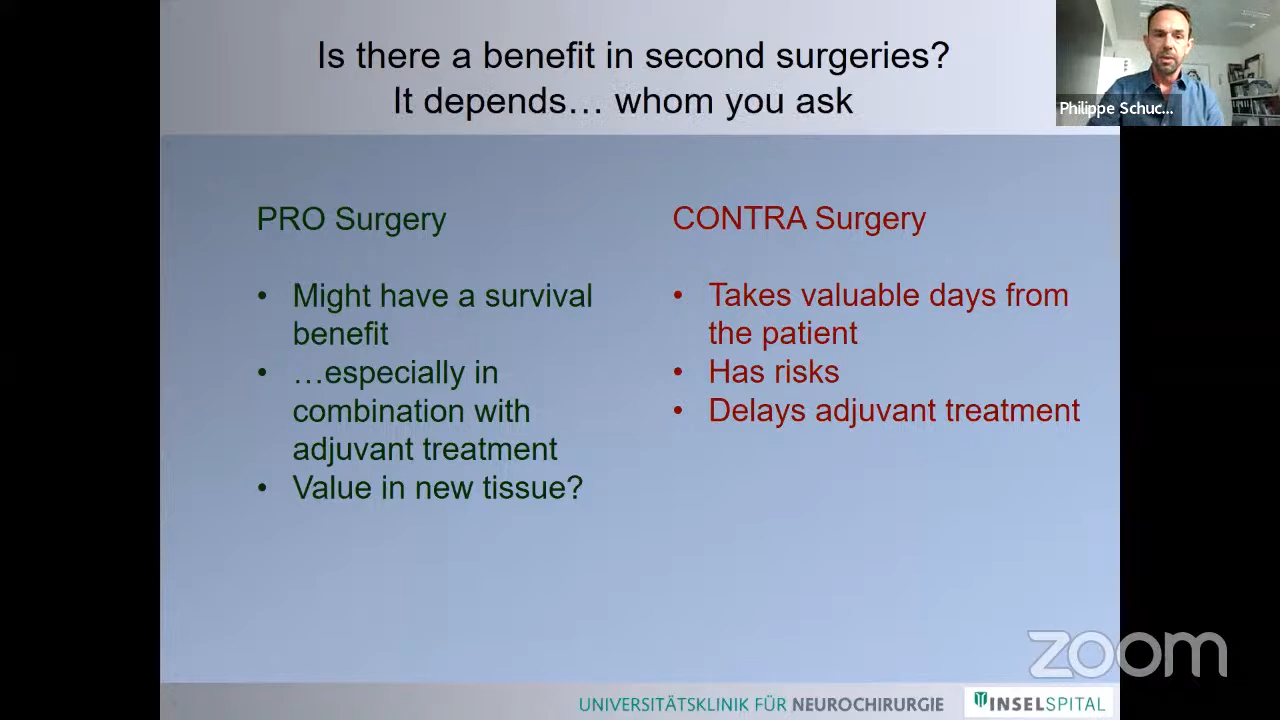 Is there a benefit in second surgeries?
It depends… whom you ask
Philippe Schuc...
PRO Surgery
• Might have a survival
benefit
• …especially in
combination with
adjuvant treatment
• Value in new tissue?
CONTRA Surgery
• Takes valuable days from
the patient
• Has risks
• Delays adjuvant treatment
zoom
UNIVERSITÄTSKLINIK FÜR NEUROCHIRURGIE
INSELSPITAL